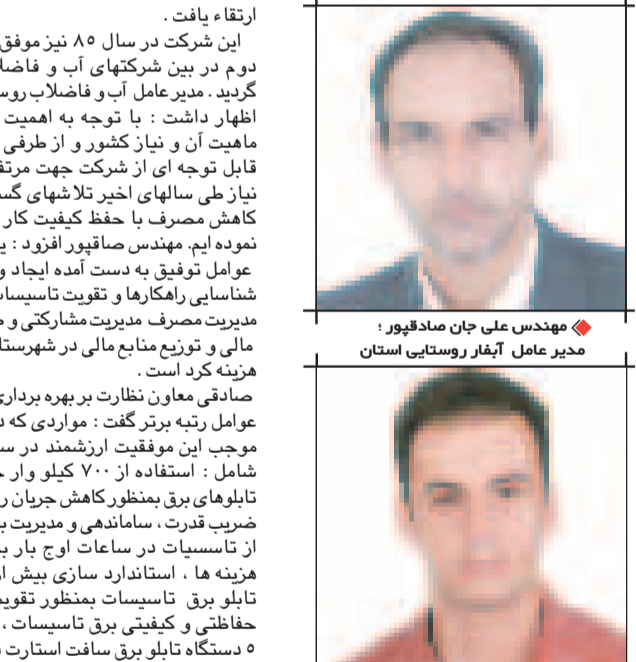 ارتقاء یافت .
این شرکت در سال ۸۵ نیز موفق
دوم در بین شرکتهای آب و فاضلا
گردید . مدیر عامل آب و فاضلاب روس
اظهار داشت : با توجه به اهمیت
ماهیت آن و نیاز کشور و از طرفی
قابل توجه ای از شرکت جهت مرتف
نیاز طی سالهای اخیر تلاشهای گس
کاهش مصرف با حفظ کیفیت کار
نموده ایم. مهندس صاقپور افزود : ی
عوامل توفیق به دست آمده ایجاد و
شناسایی راهکارها و تقویت تاسیسا
مدیریت مصرف مدیریت مشارکتی و
مالی و توزیع منابع مالی در شهرستا
هزینه کرد است .
صادقی معاون نظارت بر بهره برداری
عوامل رتبه برتر گفت : مواردی که د
موجب این موفقیت ارزشمند در س
شامل : استفاده از ۷۰۰ کیلو وار خ
تابلوهای برق بمنظور کاهش جریان ر
ضریب قدرت ، ساماندهی و مدیریت ب
از تاسسیات در ساعات اوج بار ب
هزینه ها ، استاندارد سازی بیش از
تابلو برق تاسیسات بمنظور تقوی
حفاظتی و کیفیتی برق تاسیسات ،
۵ دستگاه تابلو برق سافت استارت
مهندس علی جان صادقپور ؛
مدیر عامل آبفار روستایی استان